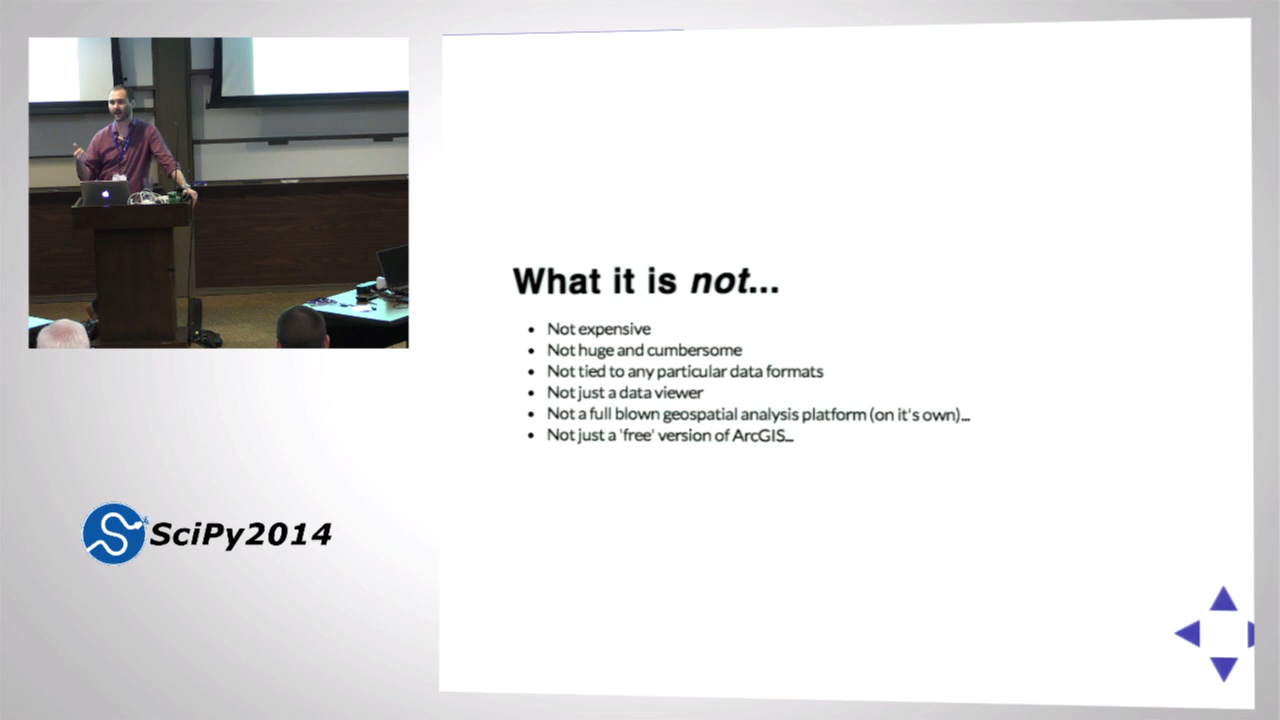 What it is not...
Not expensive
Not huge and cumbersome
Not tied to any particular data formats
Not just a data viewer
Not a full blown geospatial analysis platform (on it's own)...
Not just a 'free' version of ArcGIS...
SciPy2014